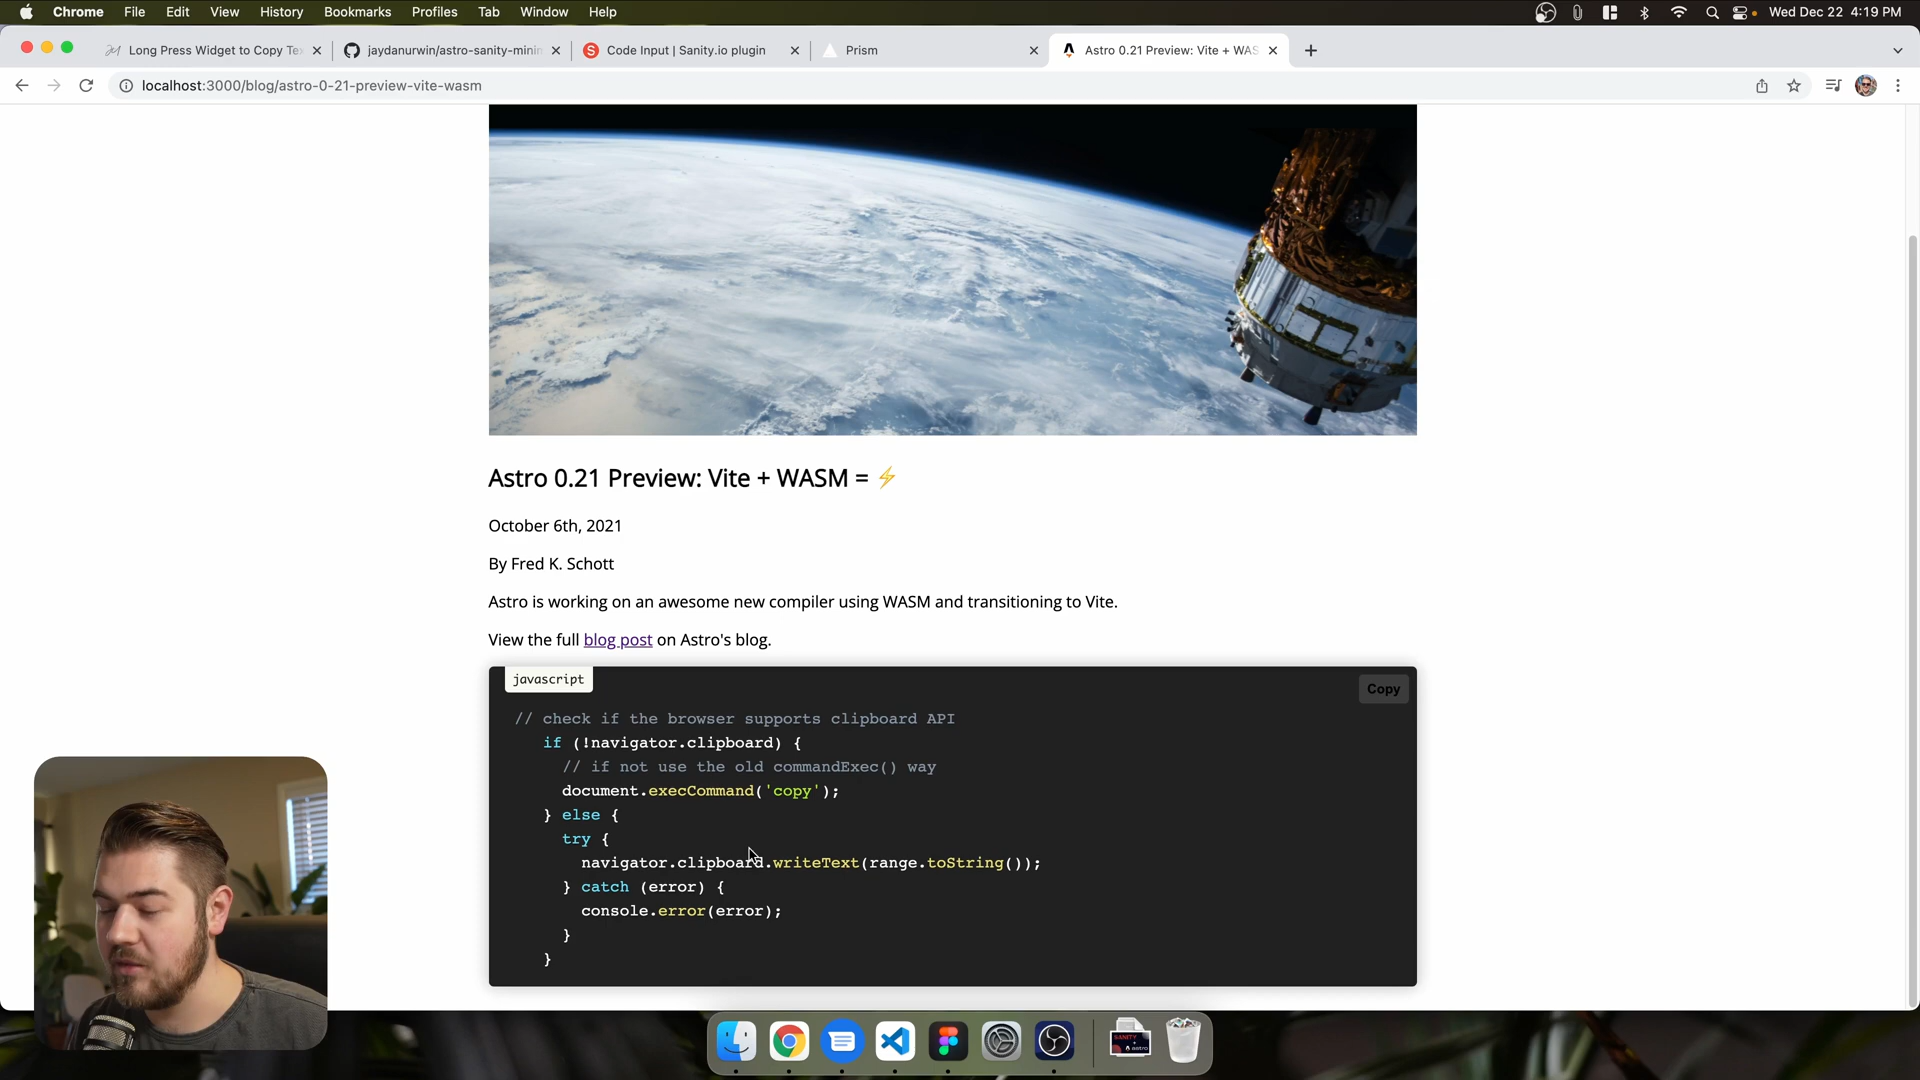 Chrome File Edit View History Bookmarks Profiles Tab Window Help Wed Dec 22 4:19 PM
Long Press Widget to Copy Te jaydanurwin/astro-sanity-minin Code Input | Sanity.io plugin Prism Astro 0.21 Preview: Vite + WAS
localhost:3000/blog/astro-0-21-preview-vite-wasm
Astro 0.21 Preview: Vite + WASM = ⚡
October 6th, 2021
By Fred K. Schott
Astro is working on an awesome new compiler using WASM and transitioning to Vite.
View the full blog post on Astro's blog.
javascript
Copy
// check if the browser supports clipboard API
if (!navigator.clipboard) {
// if not use the old commandExec() way
document.execCommand('copy');
} else {
try {
navigator.clipboard.writeText(range.toString());
} catch (error) {
console.error(error);
}
}
SANITY
+
astro